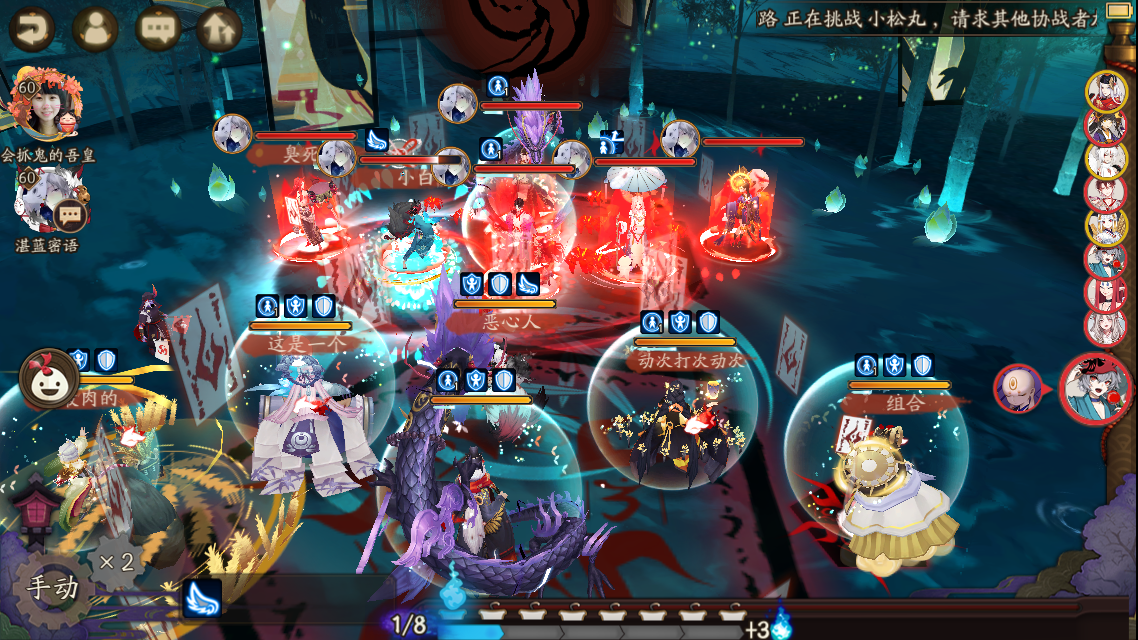 路 正在挑战 小松丸，请求其他协战者
60
会抓鬼的吾皇
60
湛蓝密语
臭死
小白
恶心人
这是一个
动次打次动次
肉的
组合
×2
手动
1/8
+3